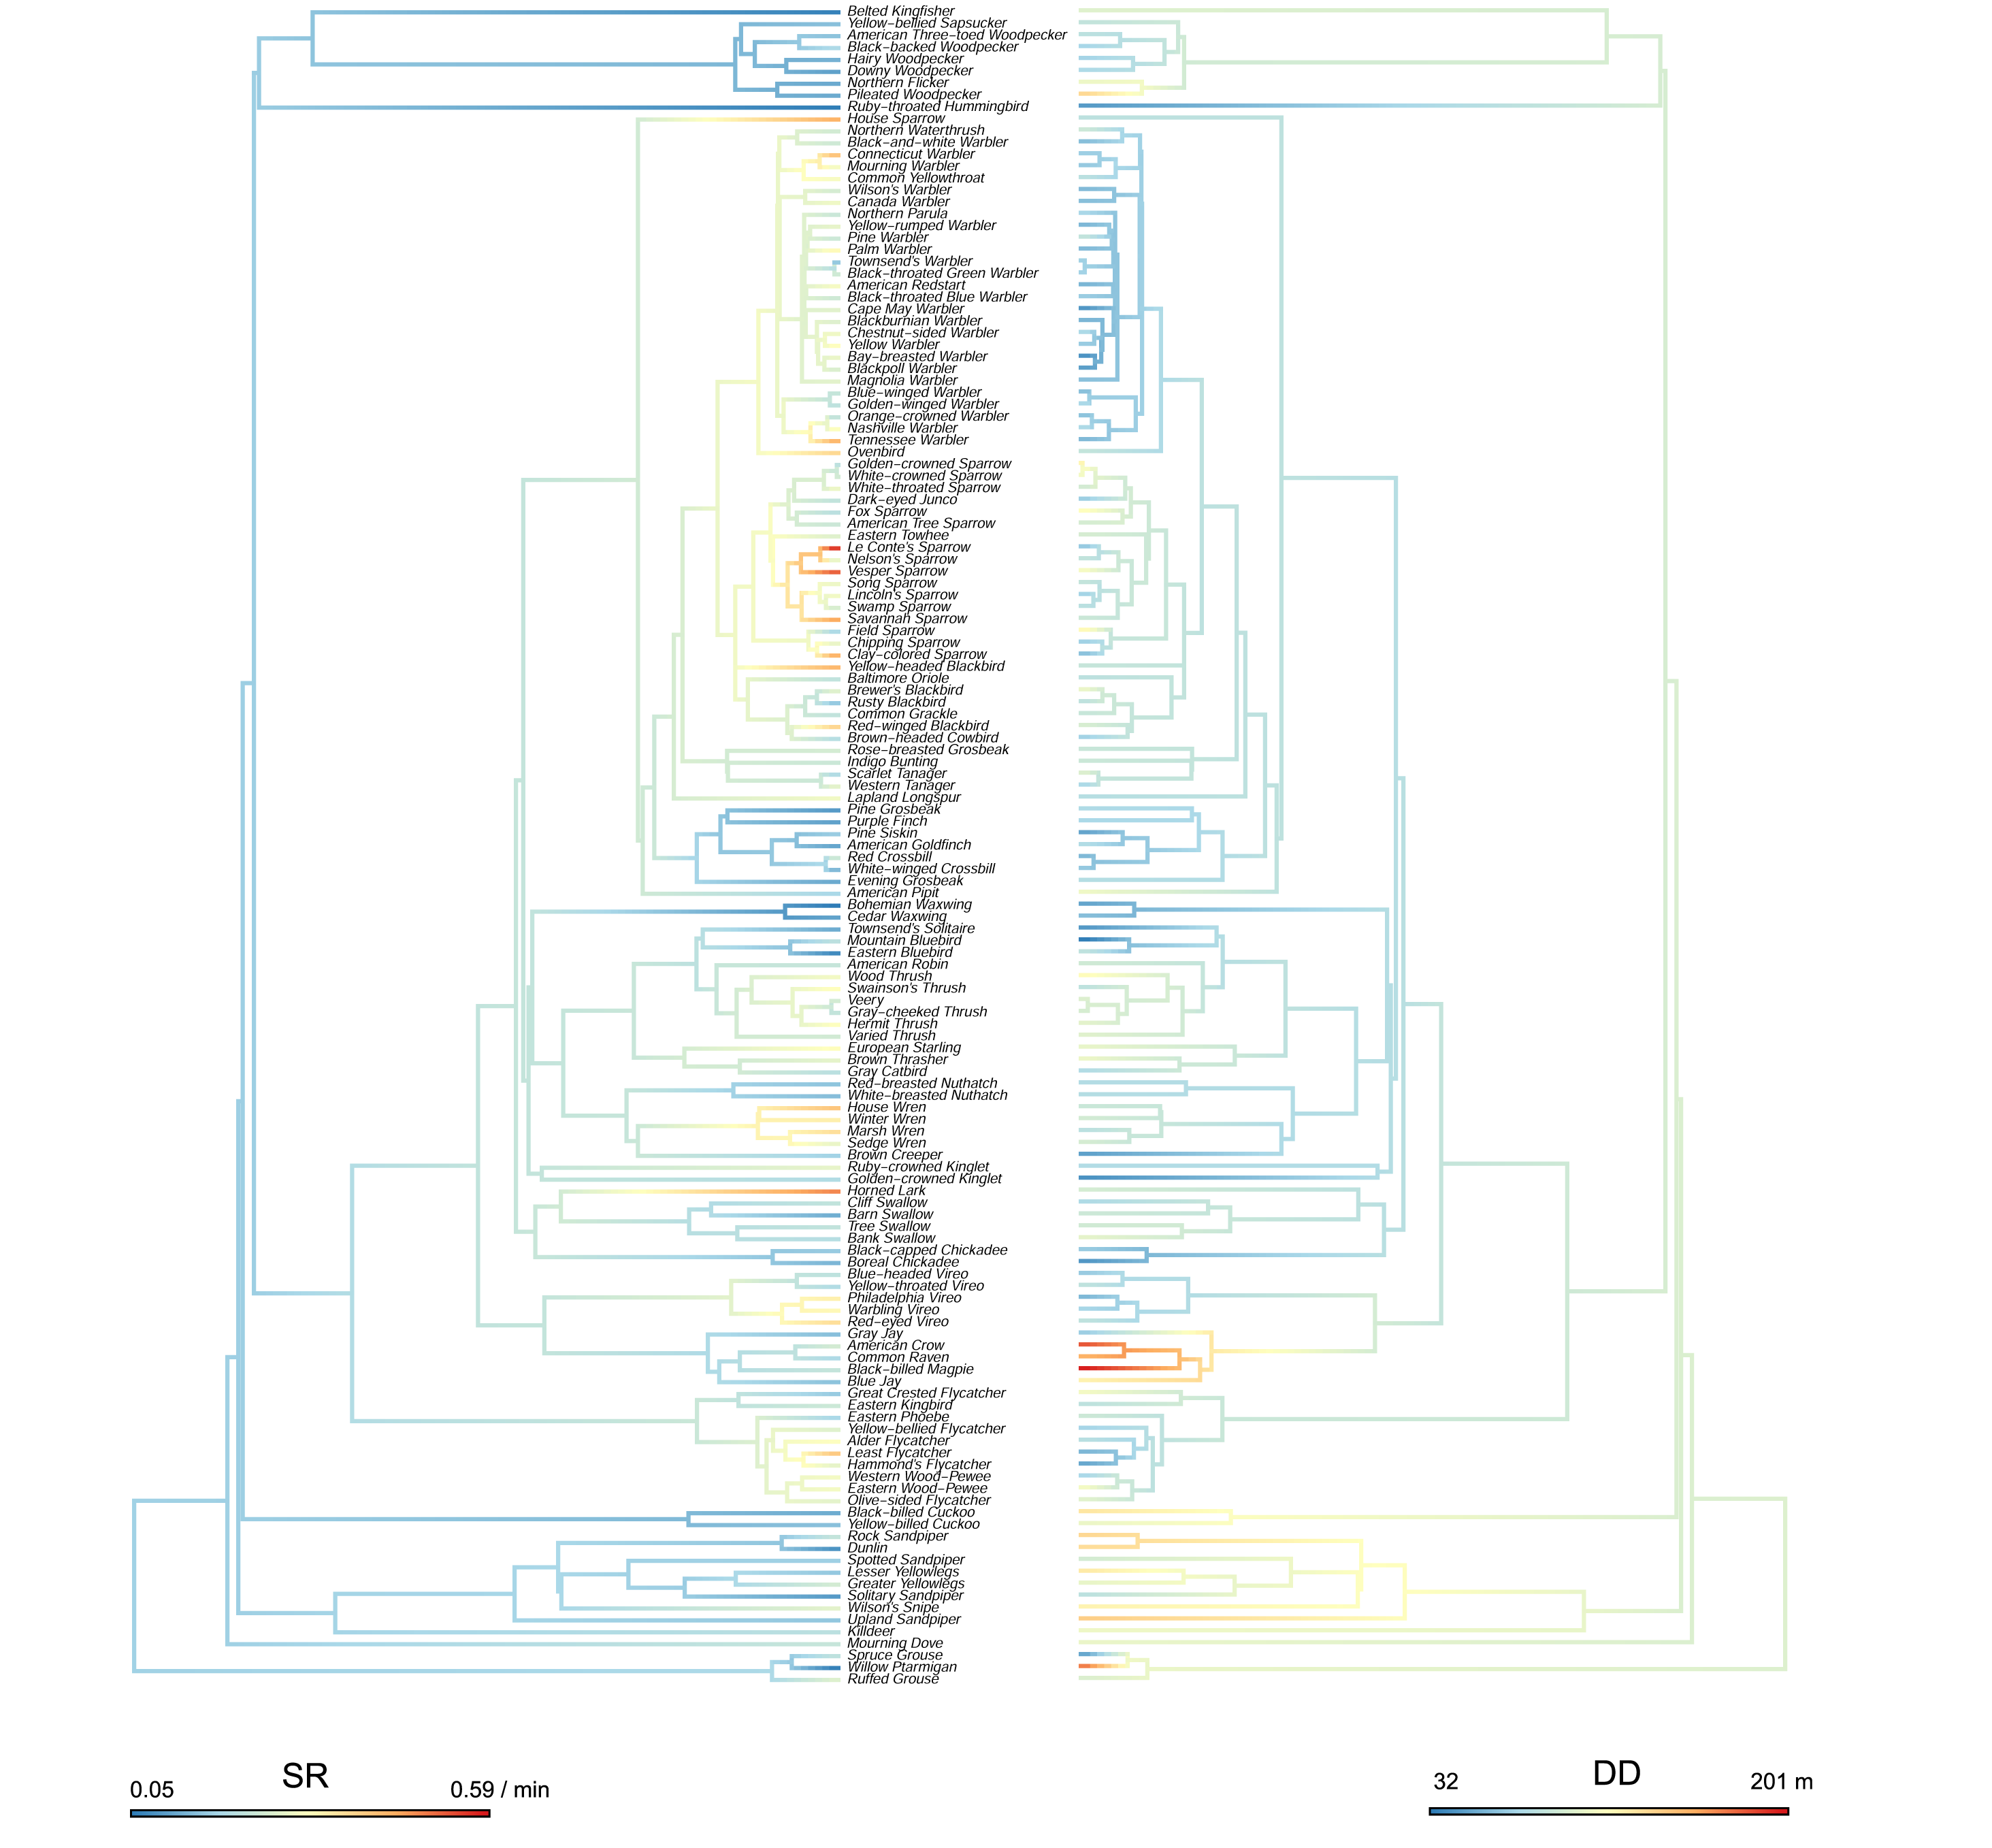 Belted Kingfisher
Yellow−bellied Sapsucker
American Three−toed Woodpecker
Black−backed Woodpecker
Hairy Woodpecker
Downy Woodpecker
Northern Flicker
Pileated Woodpecker
Ruby−throated Hummingbird
House Sparrow
Northern Waterthrush
Black−and−white Warbler
Connecticut Warbler
Mourning Warbler
Common Yellowthroat
Wilson's Warbler
Canada Warbler
Northern Parula
Yellow−rumped Warbler
Pine Warbler
Palm Warbler
Townsend's Warbler
Black−throated Green Warbler
American Redstart
Black−throated Blue Warbler
Cape May Warbler
Blackburnian Warbler
Chestnut−sided Warbler
Yellow Warbler
Bay−breasted Warbler
Blackpoll Warbler
Magnolia Warbler
Blue−winged Warbler
Golden−winged Warbler
Orange−crowned Warbler
Nashville Warbler
Tennessee Warbler
Ovenbird
Golden−crowned Sparrow
White−crowned Sparrow
White−throated Sparrow
Dark−eyed Junco
Fox Sparrow
American Tree Sparrow
Eastern Towhee
Le Conte's Sparrow
Nelson's Sparrow
Vesper Sparrow
Song Sparrow
Lincoln's Sparrow
Swamp Sparrow
Savannah Sparrow
Field Sparrow
Chipping Sparrow
Clay−colored Sparrow
Yellow−headed Blackbird
Baltimore Oriole
Brewer's Blackbird
Rusty Blackbird
Common Grackle
Red−winged Blackbird
Brown−headed Cowbird
Rose−breasted Grosbeak
Indigo Bunting
Scarlet Tanager
Western Tanager
Lapland Longspur
Pine Grosbeak
Purple Finch
Pine Siskin
American Goldfinch
Red Crossbill
White−winged Crossbill
Evening Grosbeak
American Pipit
Bohemian Waxwing
Cedar Waxwing
Townsend's Solitaire
Mountain Bluebird
Eastern Bluebird
American Robin
Wood Thrush
Swainson's Thrush
Veery
Gray−cheeked Thrush
Hermit Thrush
Varied Thrush
European Starling
Brown Thrasher
Gray Catbird
Red−breasted Nuthatch
White−breasted Nuthatch
House Wren
Winter Wren
Marsh Wren
Sedge Wren
Brown Creeper
Ruby−crowned Kinglet
Golden−crowned Kinglet
Horned Lark
Cliff Swallow
Barn Swallow
Tree Swallow
Bank Swallow
Black−capped Chickadee
Boreal Chickadee
Blue−headed Vireo
Yellow−throated Vireo
Philadelphia Vireo
Warbling Vireo
Red−eyed Vireo
Gray Jay
American Crow
Common Raven
Black−billed Magpie
Blue Jay
Great Crested Flycatcher
Eastern Kingbird
Eastern Phoebe
Yellow−bellied Flycatcher
Alder Flycatcher
Least Flycatcher
Hammond's Flycatcher
Western Wood−Pewee
Eastern Wood−Pewee
Olive−sided Flycatcher
Black−billed Cuckoo
Yellow−billed Cuckoo
Rock Sandpiper
Dunlin
Spotted Sandpiper
Lesser Yellowlegs
Greater Yellowlegs
Solitary Sandpiper
Wilson's Snipe
Upland Sandpiper
Killdeer
Mourning Dove
Spruce Grouse
Willow Ptarmigan
Ruffed Grouse
0.05 SR 0.59 / min
32 DD 201 m